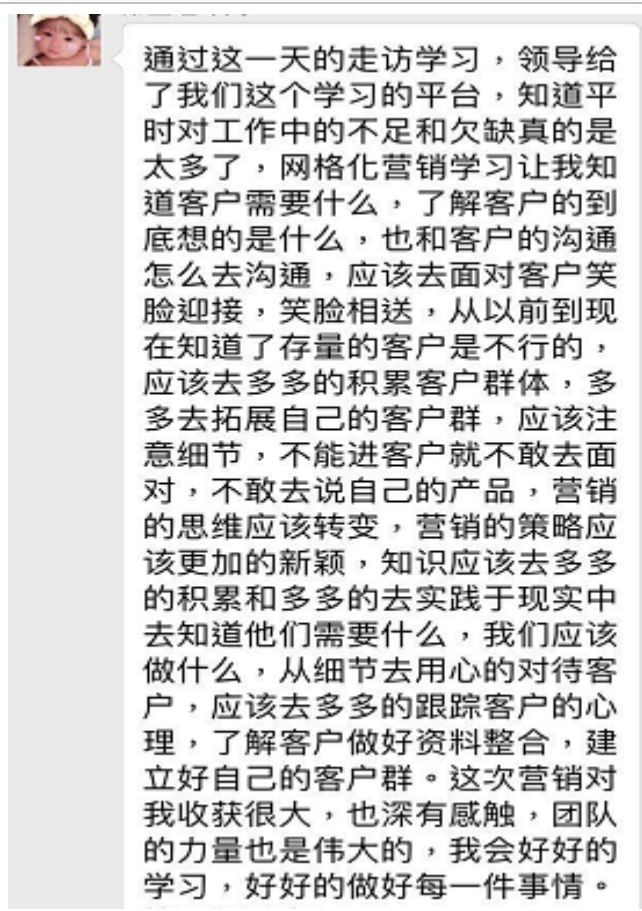 通过这一天的走访学习，领导给
了我们这个学习的平台，知道平
时对工作中的不足和欠缺真的是
太多了，网格化营销学习让我知
道客户需要什么，了解客户的到
底想的是什么，也和客户的沟通
怎么去沟通，应该去面对客户笑
脸迎接，笑脸相送，从以前到现
在知道了存量的客户是不行的，
应该去多多的积累客户群体，多
多去拓展自己的客户群，应该注
意细节，不能进客户就不敢去面
对，不敢去说自己的产品，营销
的思维应该转变，营销的策略应
该更加的新颖，知识应该去多多
的积累和多多的去实践于现实中
去知道他们需要什么，我们应该
做什么，从细节去用心的对待客
户，应该去多多的跟踪客户的心
理，了解客户做好资料整合，建
立好自己的客户群。这次营销对
我收获很大，也深有感触，团队
的力量也是伟大的，我会好好的
学习，好好的做好每一件事情。